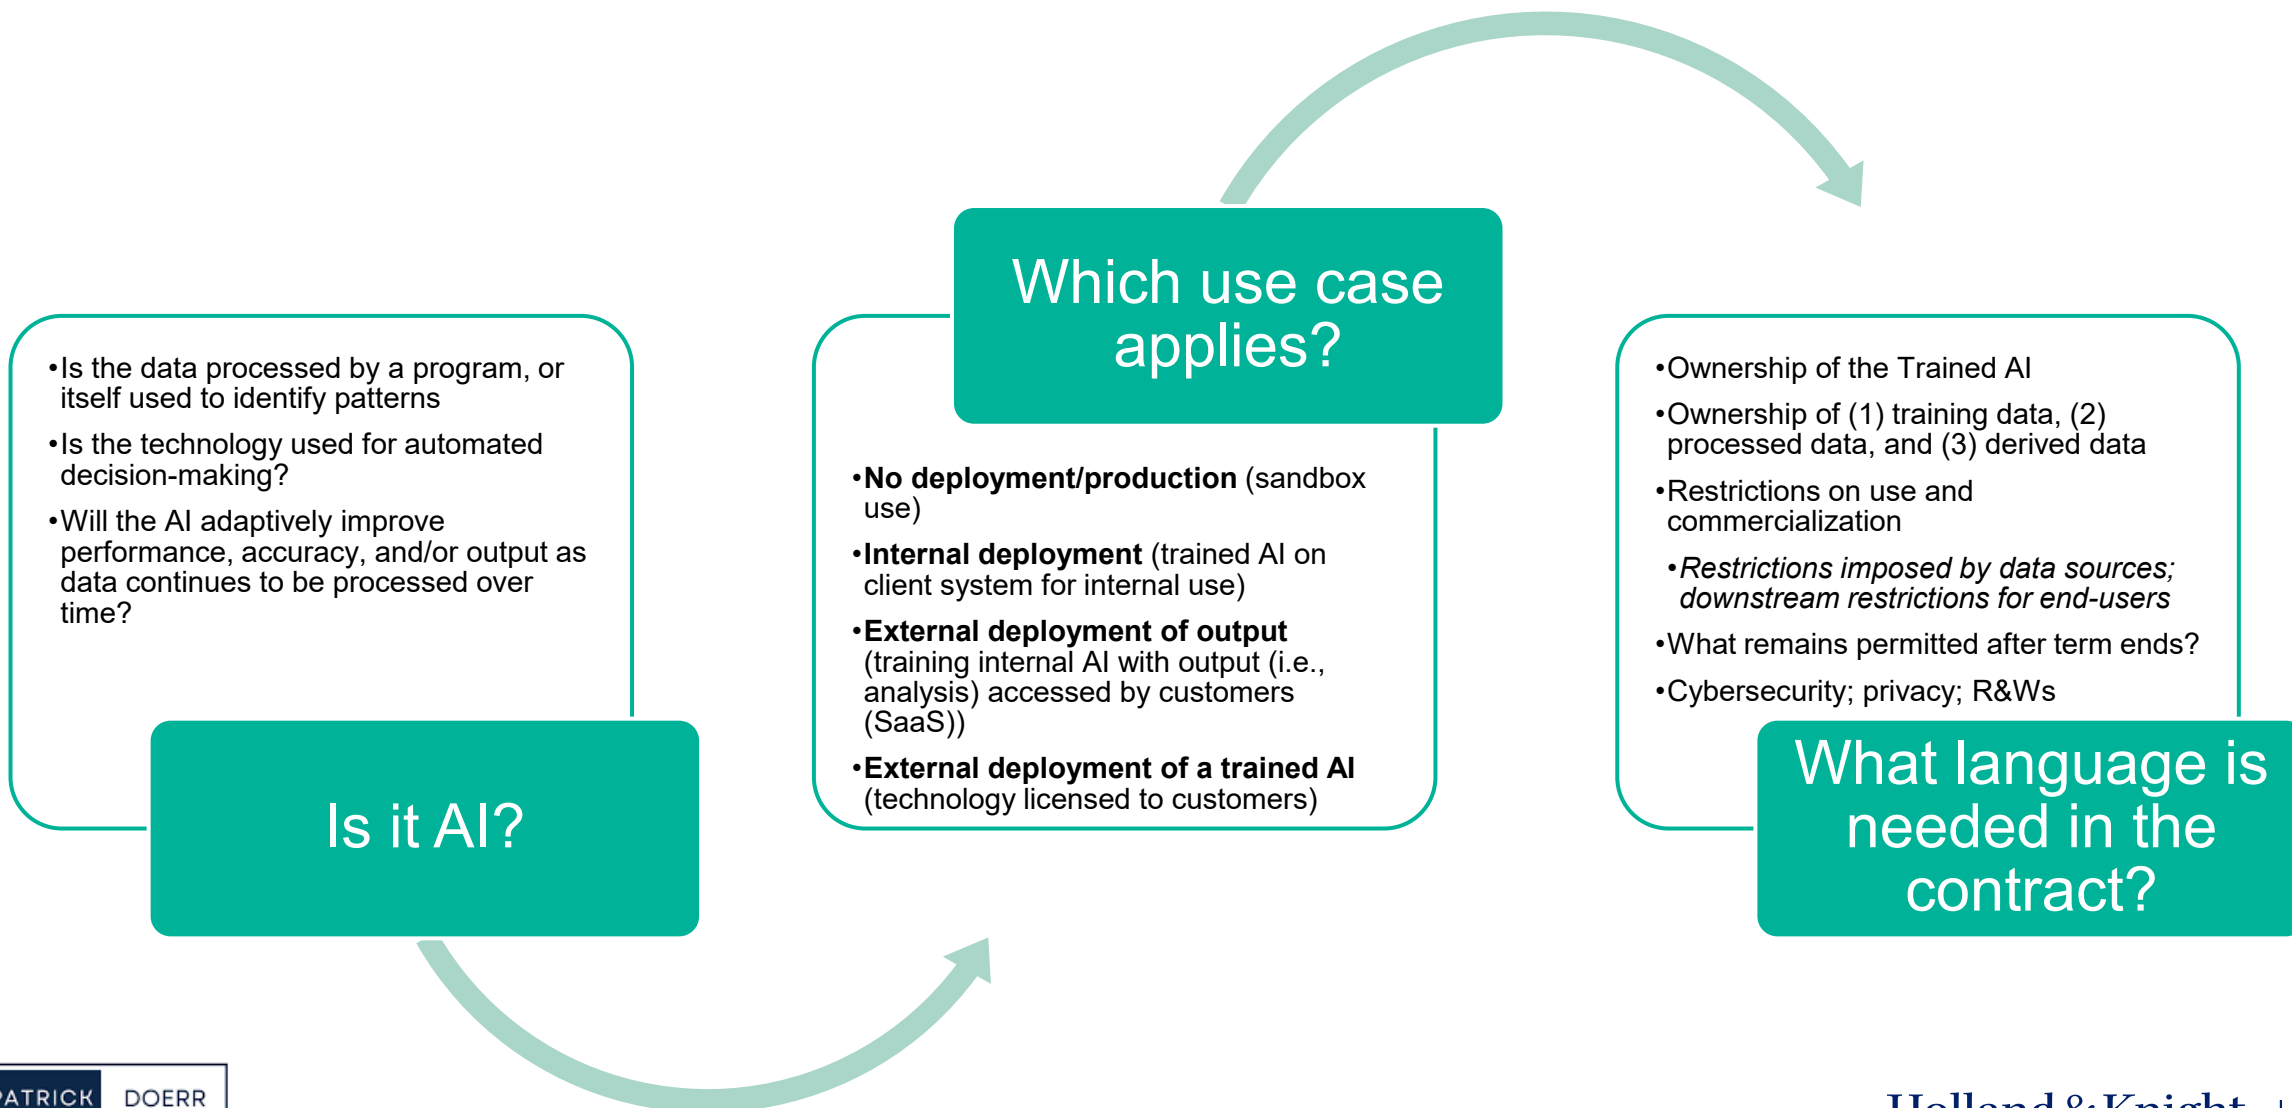 •Is the data processed by a program, or
itself used to identify patterns
•Is the technology used for automated
decision-making?
•Will the AI adaptively improve
performance, accuracy, and/or output as
data continues to be processed over
time?
Is it AI?
Which use case
applies?
•No deployment/production (sandbox
use)
•Internal deployment (trained AI on
client system for internal use)
•External deployment of output
(training internal AI with output (i.e.,
analysis) accessed by customers
(SaaS))
•External deployment of a trained AI
(technology licensed to customers)
•Ownership of the Trained AI
•Ownership of (1) training data, (2)
processed data, and (3) derived data
•Restrictions on use and
commercialization
•Restrictions imposed by data sources;
downstream restrictions for end-users
•What remains permitted after term ends?
•Cybersecurity; privacy; R&Ws
What language is
needed in the
contract?
PATRICK DOERR
Holland & Knight